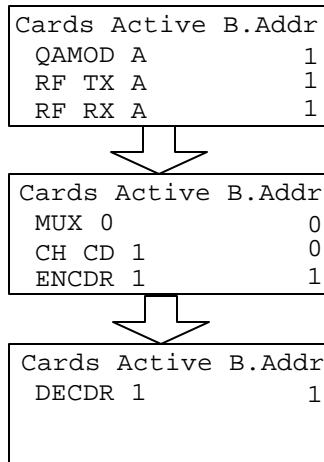 Cards Active B.Addr
QAMOD A 1
RF TX A 1
RF RX A 1
Cards Active B.Addr
MUX 0 0
CH CD 1 0
ENCDR 1 1
Cards Active B.Addr
DECDR 1 1